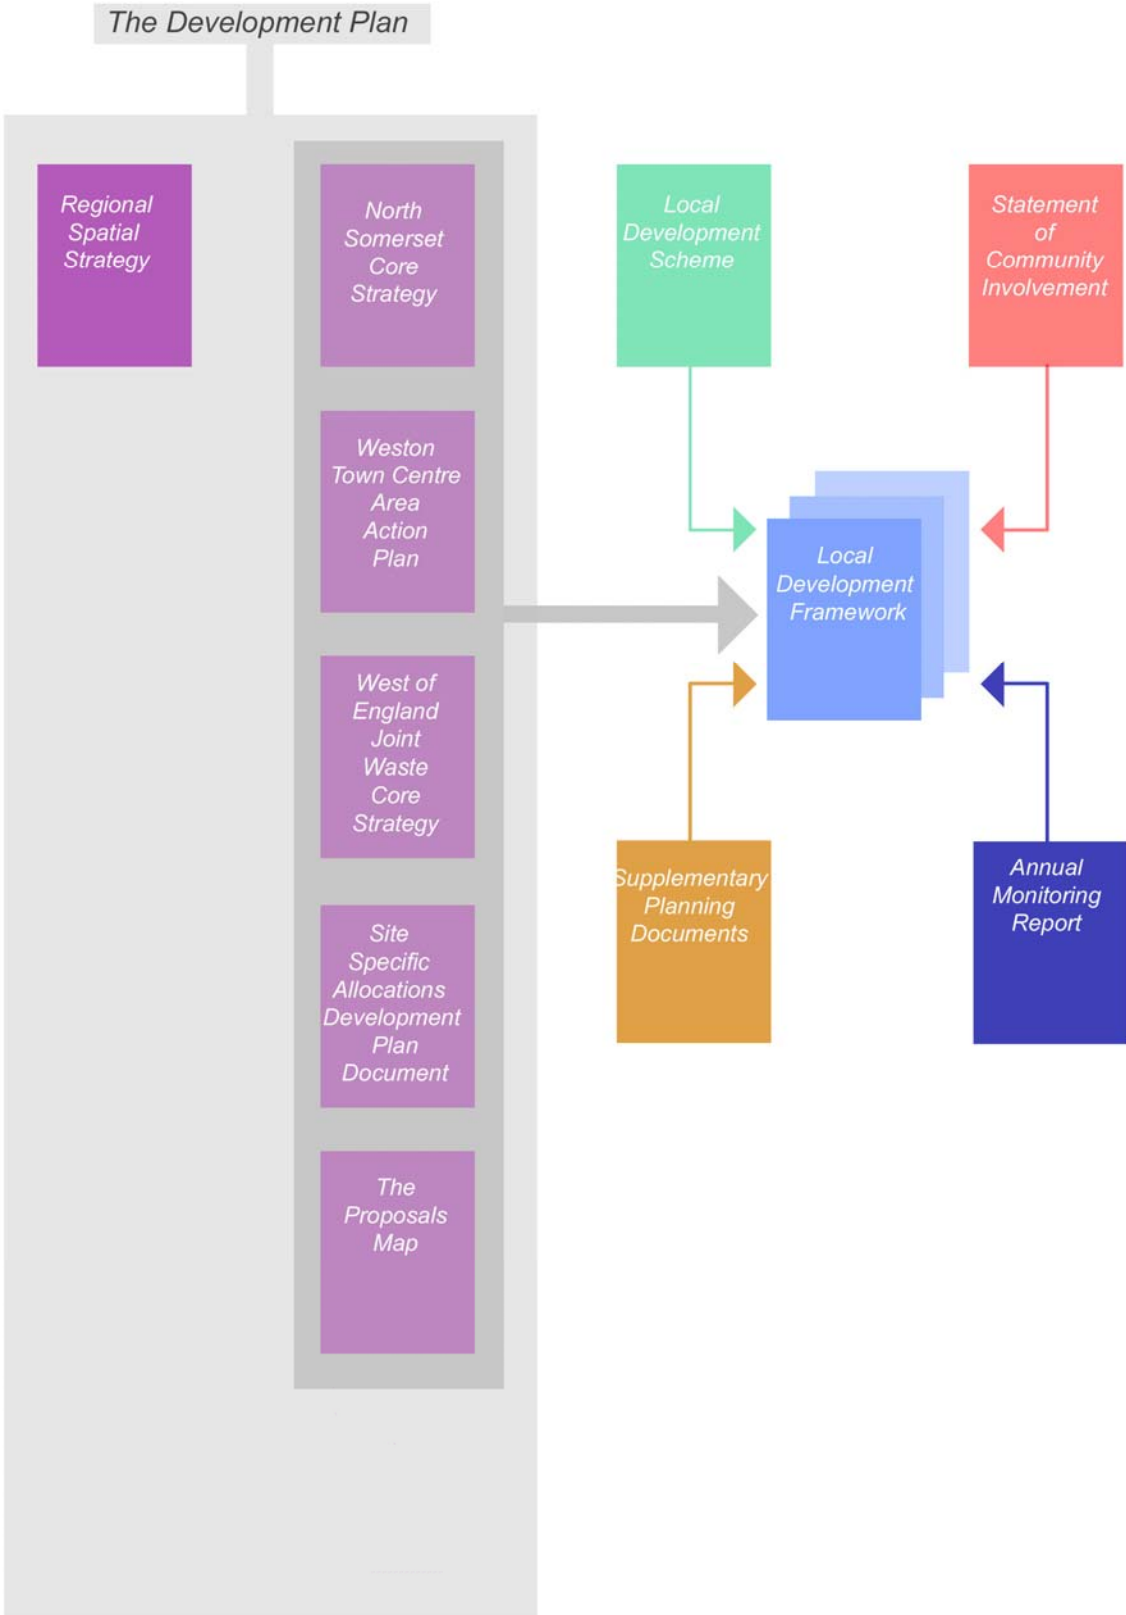 The Development Plan
Regional
Spatial
Strategy
North
Somerset
Core
Strategy
Weston
Town Centre
Area
Action
Plan
West of
England
Joint
Waste
Core
Strategy
Site
Specific
Allocations
Development
Plan
Document
The
Proposals
Map
Local
Development
Scheme
Statement
of
Community
Involvement
Local
Development
Framework
Supplementary
Planning
Documents
Annual
Monitoring
Report